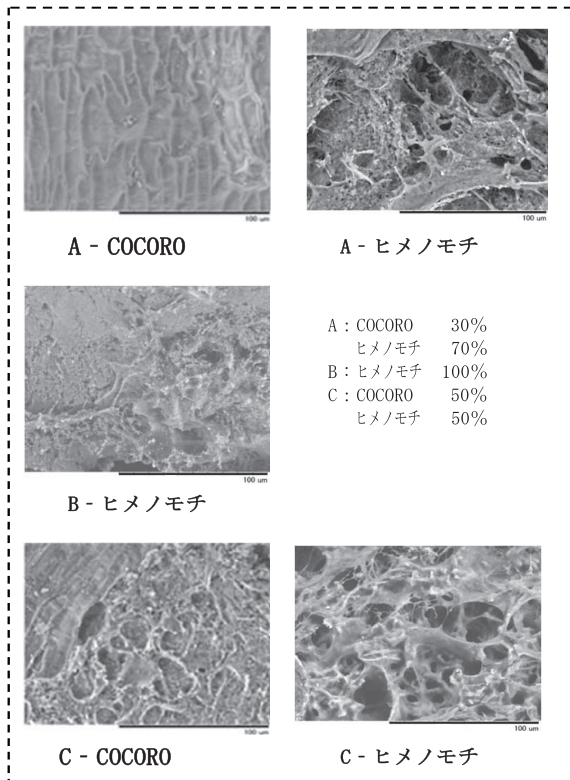 100 um
100 um
A - COCORO
A - ヒメノモチ
100 um
B - ヒメノモチ
A：COCORO 30%
ヒメノモチ 70%
B：ヒメノモチ 100%
C：COCORO 50%
ヒメノモチ 50%
100 um
100 um
C - COCORO
C - ヒメノモチ